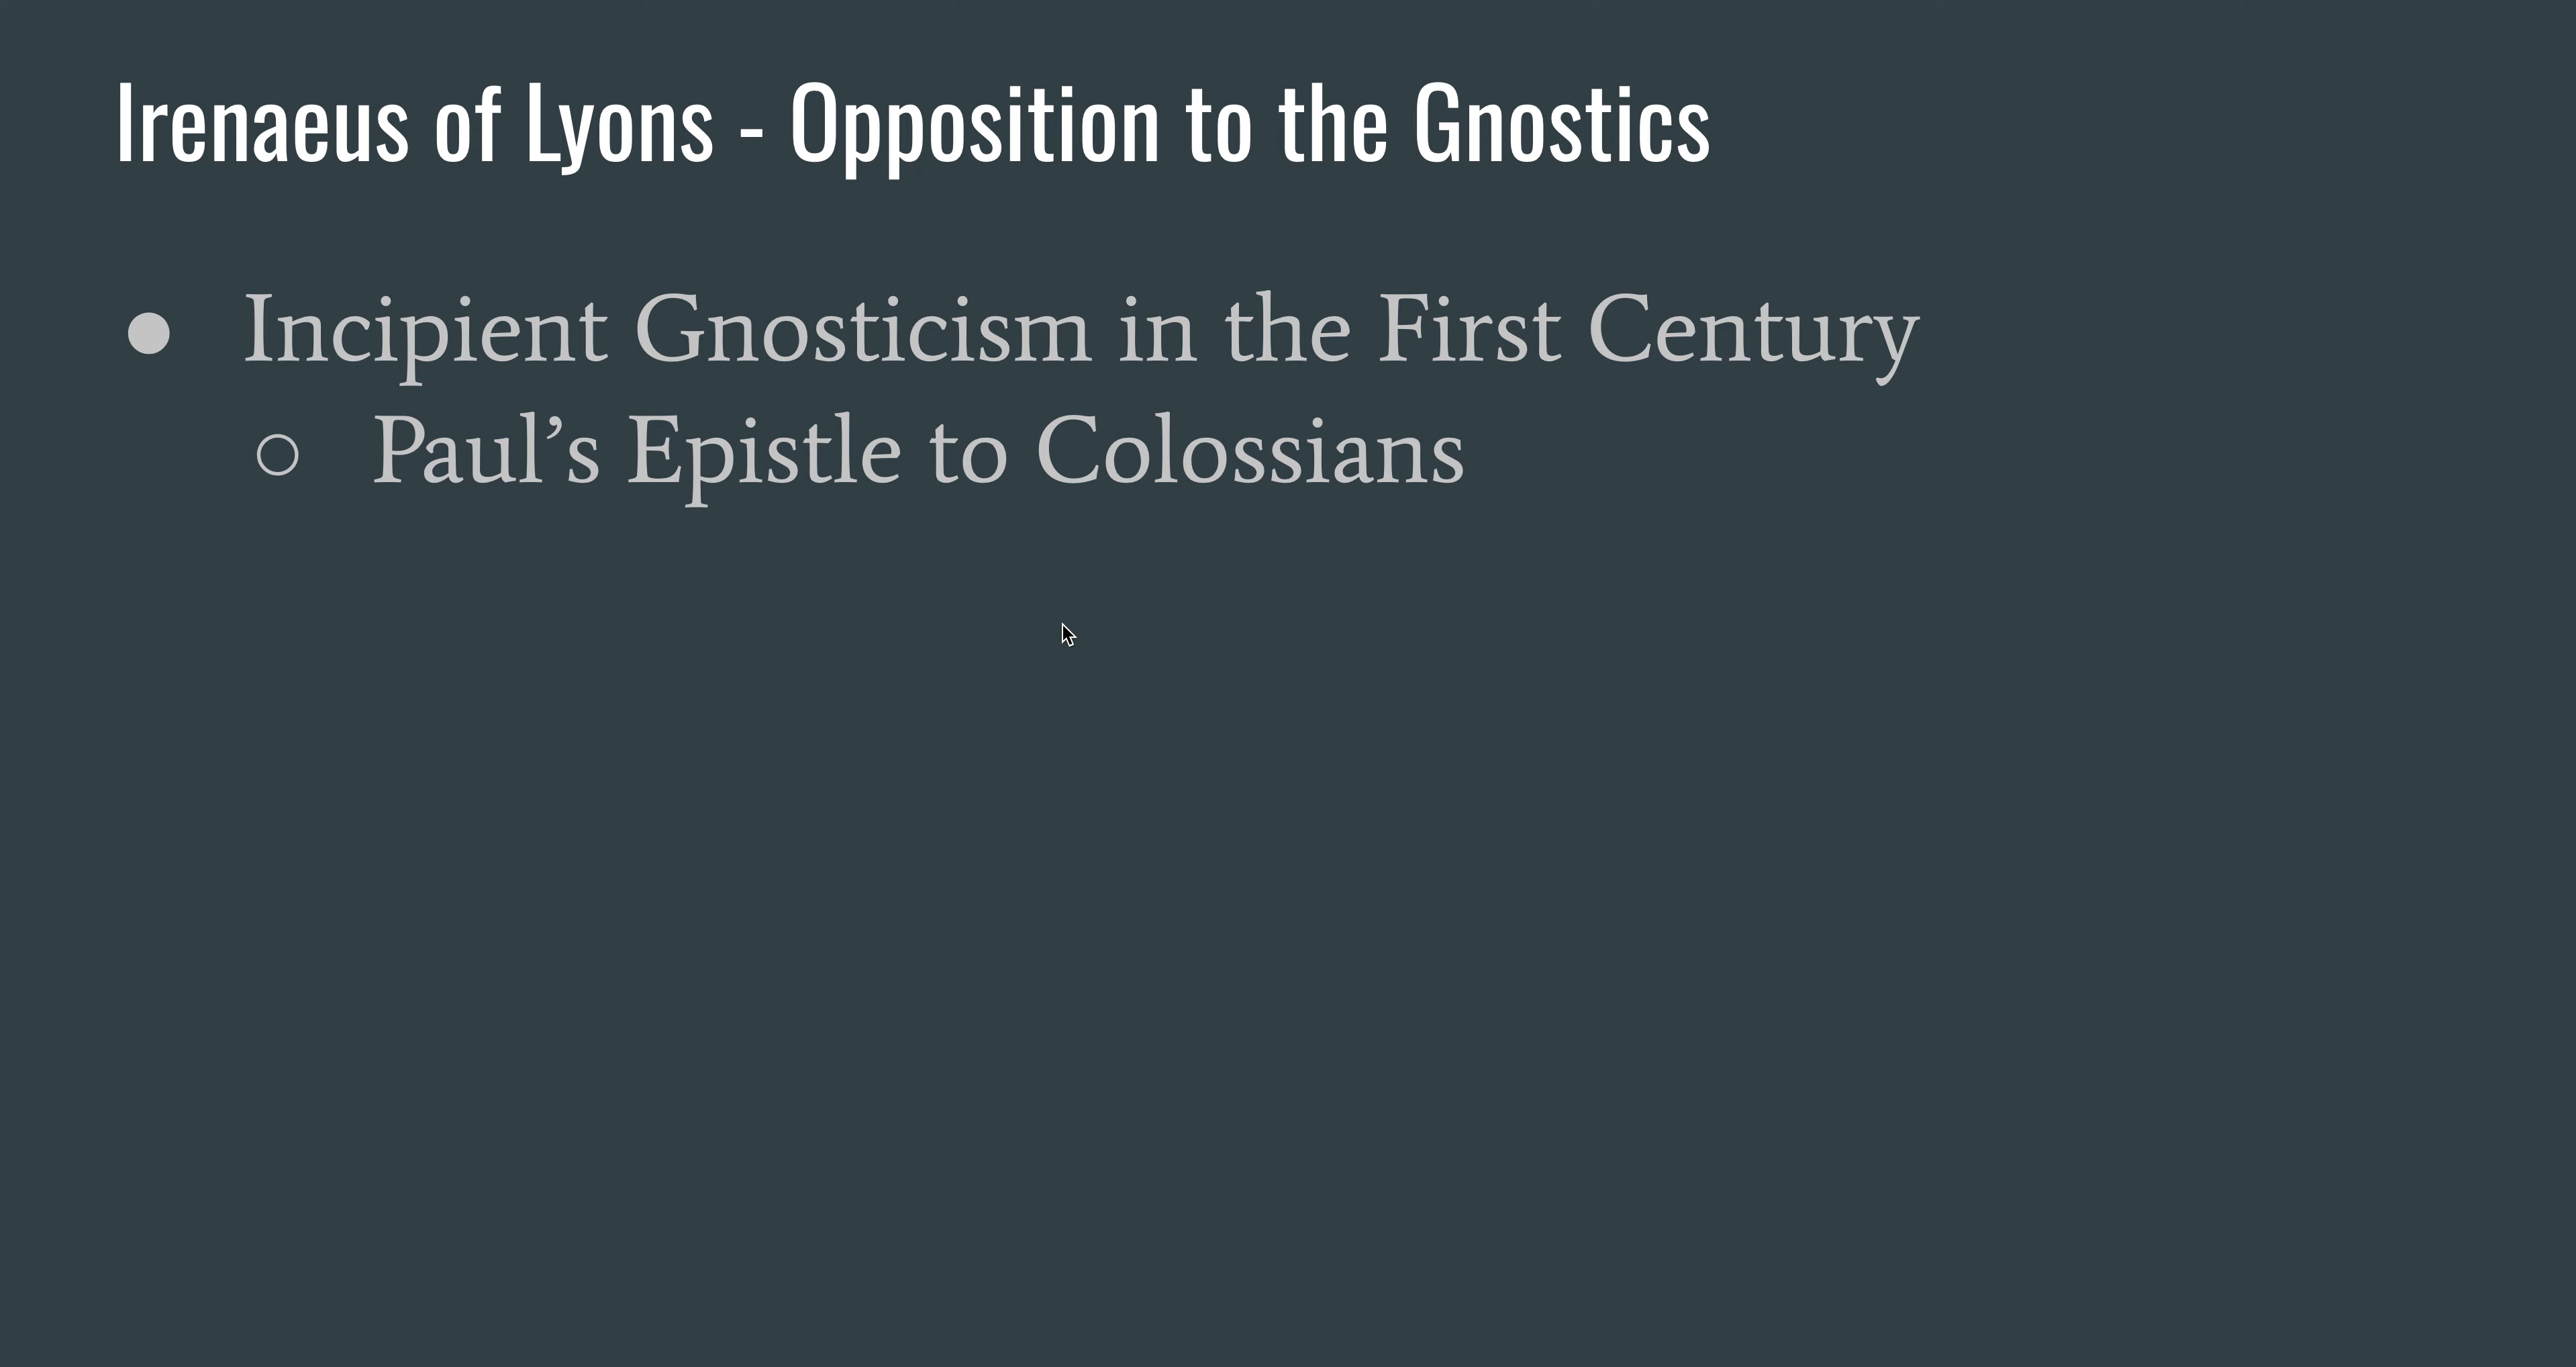 Irenaeus of Lyons - Opposition to the Gnostics
● Incipient Gnosticism in the First Century
○ Paul’s Epistle to Colossians